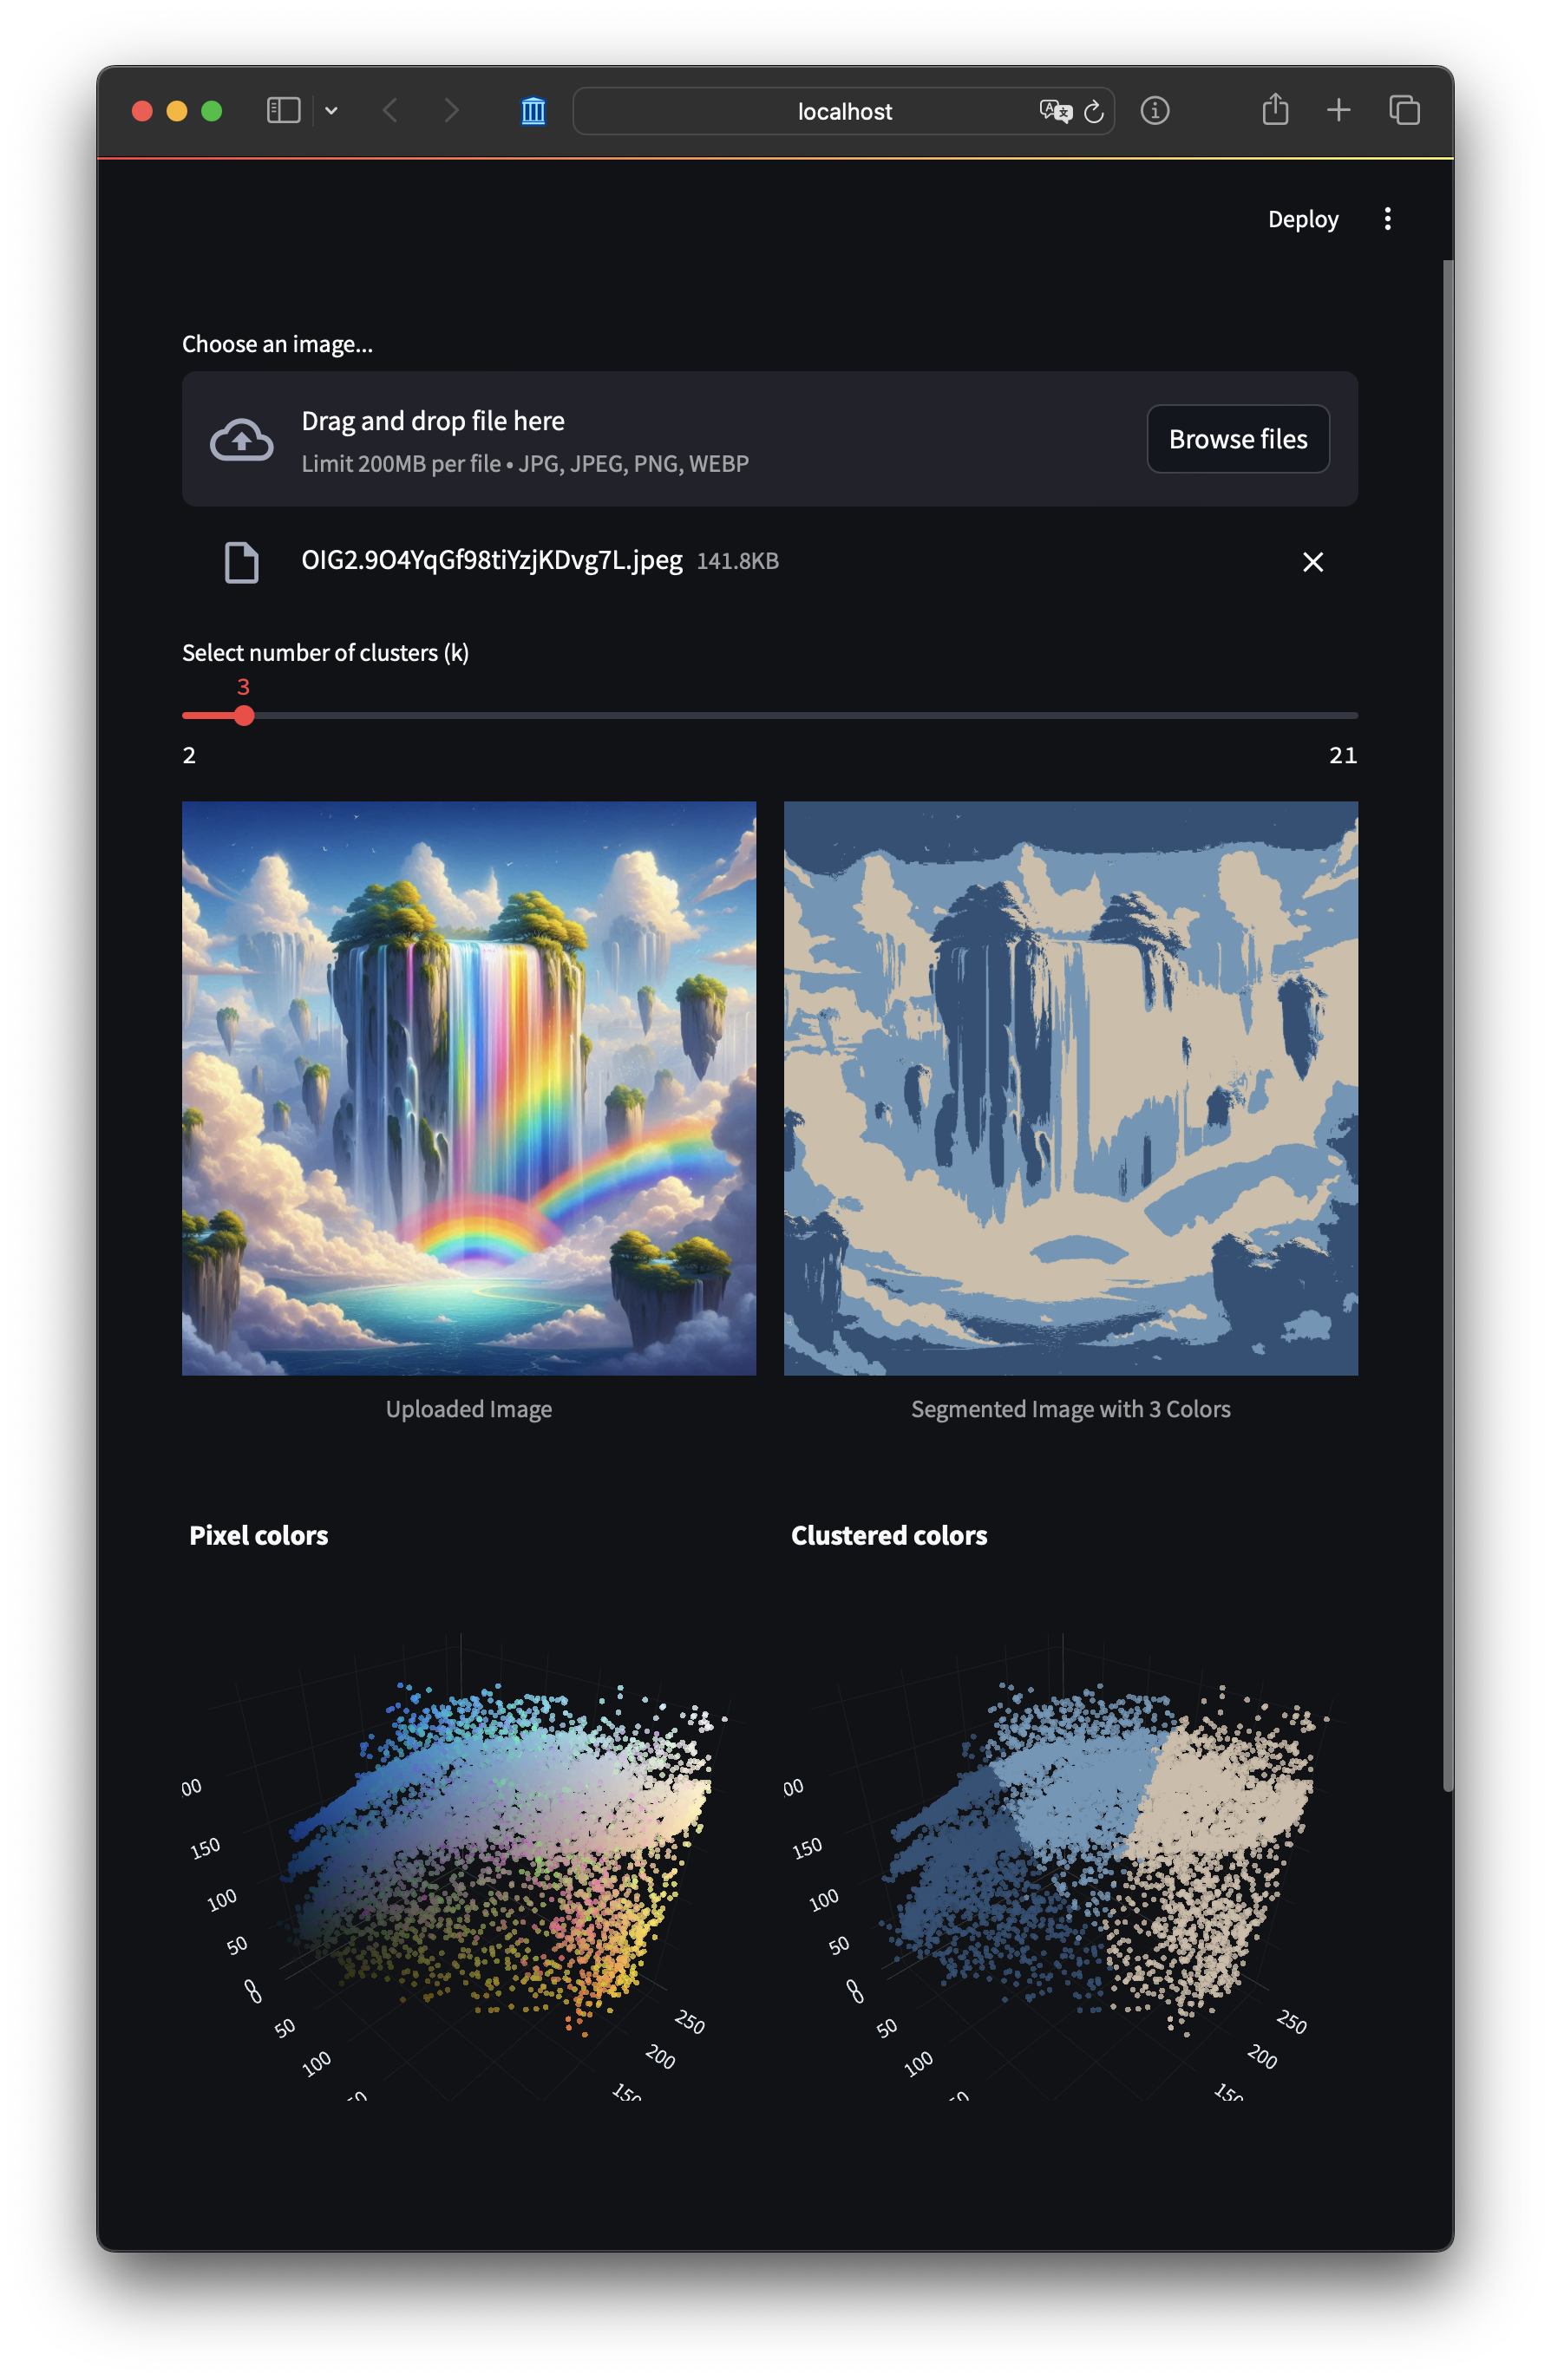 localhost
Deploy
Choose an image...
Drag and drop file here
Limit 200MB per file • JPG, JPEG, PNG, WEBP
Browse files
OIG2.9O4YqGf98tiYzjKDvg7L.jpeg 141.8KB
Select number of clusters (k)
3
2
21
Uploaded Image
Segmented Image with 3 Colors
Pixel colors
Clustered colors
00
150
100
50
0
0
50
100
250
200
150
00
150
100
50
0
0
50
100
250
200
150